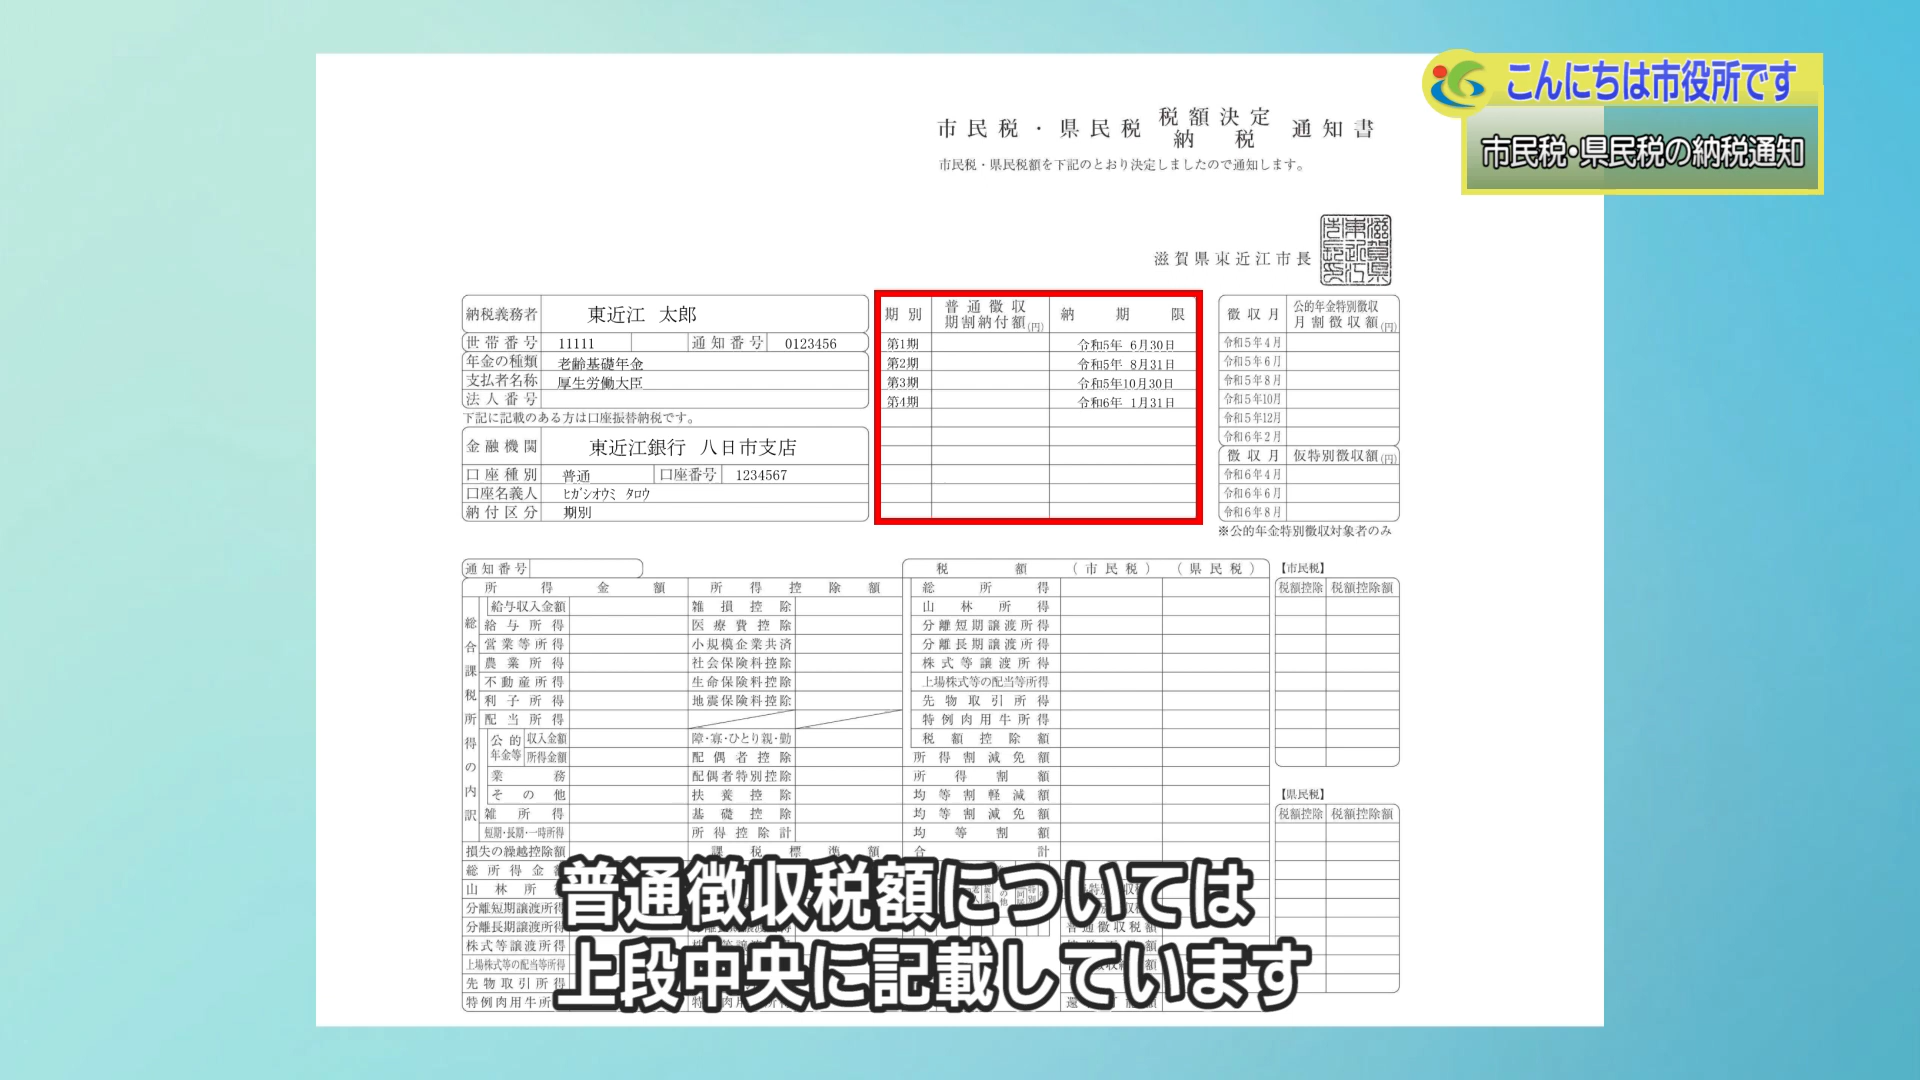 こんにちは市役所です
市民税・県民税の納税通知
市民税・県民税 税額決定 納税 通知書
市民税・県民税額を下記のとおり決定しましたので通知します。
滋賀県東近江市長
納税義務者 東近江 太郎
世帯番号 11111 通知番号 0123456
年金の種類 老齢基礎年金
支払者名称 厚生労働大臣
法人番号
下記に記載のある方は口座振替納税です。
金融機関 東近江銀行 八日市支店
口座種別 普通 口座番号 1234567
口座名義人 ヒガシオウミ タロウ
納付区分 期別
期別 普通徴収期割納付額(円) 納期限
第1期 令和5年 6月30日
第2期 令和5年 8月31日
第3期 令和5年10月30日
第4期 令和6年 1月31日
徴収月 公的年金特別徴収月割徴収額(円)
令和5年4月
令和5年6月
令和5年8月
令和5年10月
令和5年12月
令和6年2月
徴収月 仮特別徴収額(円)
令和6年4月
令和6年6月
令和6年8月
※公的年金特別徴収対象者のみ
通知番号
所得金額 所得控除額
総合課税所得の内訳
給与収入金額 雑損控除
給与所得 医療費控除
営業等所得 小規模企業共済
農業所得 社会保険料控除
不動産所得 生命保険料控除
利子所得 地震保険料控除
配当所得
公的年金等 収入金額 障・寡・ひとり親・勤
所得金額 配偶者控除
業務 配偶者特別控除
その他 扶養控除
雑所得 基礎控除
短期・長期・一時所得 所得控除計
損失の繰越控除額 課税標準額
総所得金
山林所
分離短期譲渡所得
分離長期譲渡所得
株式等譲渡所得
上場株式等の配当等所得
先物取引所得
特例肉用牛所
税額 (市民税) (県民税)
総所得
山林所得
分離短期譲渡所得
分離長期譲渡所得
株式等譲渡所得
上場株式等の配当等所得
先物取引所得
特例肉用牛所得
税額控除額
所得割減免額
所得割額
均等割軽減額
均等割減免額
均等割額
合計
【市民税】
税額控除 税額控除額
【県民税】
税額控除 税額控除額
普通徴収税額については
上段中央に記載しています